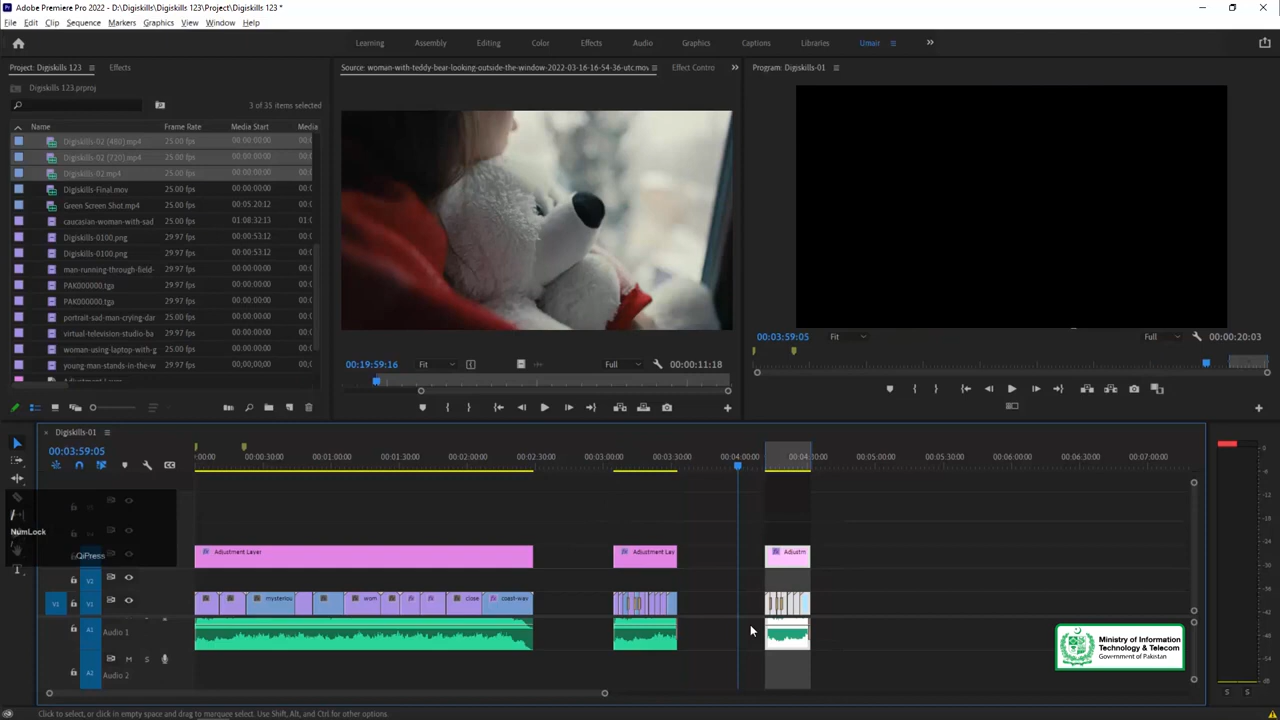 Adobe Premiere Pro 2022 - D:\Digiskills\Digiskills 123\Project\Digiskills 123 *
File Edit Clip Sequence Markers Graphics View Window Help
Learning Assembly Editing Color Effects Audio Graphics Captions Libraries Umair
Project: Digiskills 123 Effects
Source: woman-with-teddy-bear-looking-outside-the-window-2022-03-16-16-54-36-utc.mov Effect Contro
Program: Digiskills-01
Digiskills 123.prproj
3 of 35 items selected
Name Frame Rate Media Start Media
Digiskills-02 (480).mp4 25.00 fps 00:00:00:00
Digiskills-02 (720).mp4 25.00 fps 00:00:00:00
Digiskills-02.mp4 25.00 fps 00:00:00:00
Digiskills-Final.mov 25.00 fps 00:00:00:00
Green Screen Shot.mp4 25.00 fps 00:05:20:12
caucasian-woman-with-sad 25.00 fps 01:08:32:13
Digiskills-0100.png 29.97 fps 00:00:53:12
Digiskills-0100.png 29.97 fps 00:00:53:12
man-running-through-field- 29.97 fps 00:00:00:00
PAK000000.tga 29.97 fps 00:00:00:00
PAK000000.tga 29.97 fps 00:00:00:00
portrait-sad-man-crying-dar 25.00 fps 00:00:00:00
virtual-television-studio-ba 29.97 fps 00:00:00:00
woman-using-laptop-with-g 25.00 fps 00:00:00:00
young-man-stands-in-the-w 29.97 fps 00;00;00;00
Adjustment Layer
00:19:59:16 Fit Full 00:00:11:18
00:03:59:05 Fit Full 00:00:20:03
Digiskills-01
00:03:59:05
:00:00 00:00:30:00 00:01:00:00 00:01:30:00 00:02:00:00 00:02:30:00 00:03:00:00 00:03:30:00 00:04:00:00 00:04:30:00 00:05:00:00 00:05:30:00 00:06:00:00 00:06:30:00 00:07:00:00
NumLock
QiPress
Adjustment Layer Adjustment Lay Adjustm
V2
V1 V1 mysteriou wom close coast-wav
A1 Audio 1
M S
A2 Audio 2
Ministry of Information
Technology & Telecom
Government of Pakistan
S S
Click to select, or click in empty space and drag to marquee select. Use Shift, Alt, and Ctrl for other options.